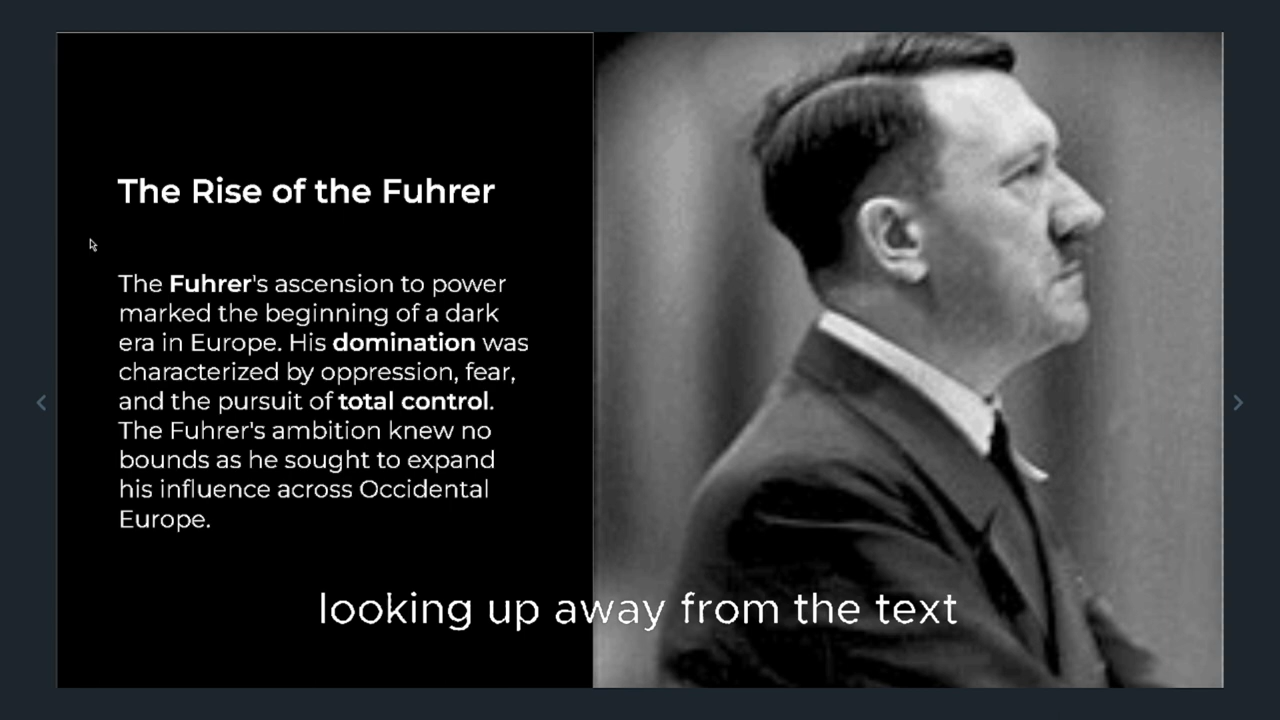 The Rise of the Fuhrer
The Fuhrer's ascension to power
marked the beginning of a dark
era in Europe. His domination was
characterized by oppression, fear,
and the pursuit of total control.
The Fuhrer's ambition knew no
bounds as he sought to expand
his influence across Occidental
Europe.
looking up away from the text